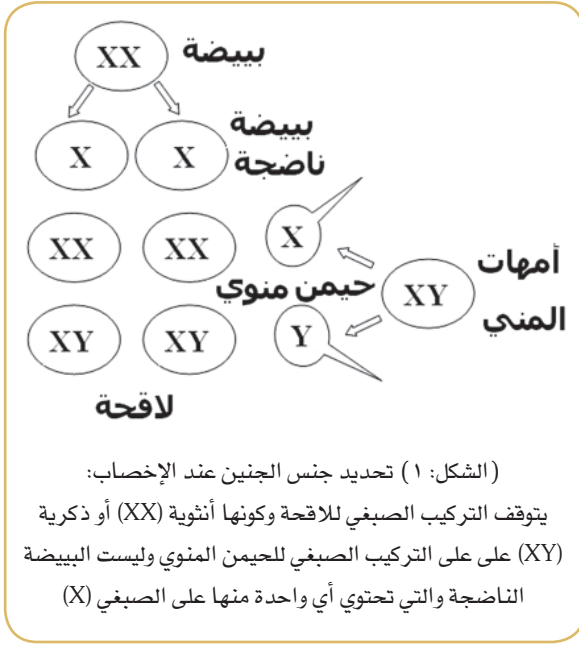 XX بييضة
X X بييضة
ناضجة
XX XX X
أمهات
حيمن منوي XY
المني
XY XY Y
لاقحة
(الشكل: ١) تحديد جنس الجنين عند الإخصاب:
يتوقف التركيب الصبغي للاقحة وكونها أنثوية (XX) أو ذكرية
(XY) على على التركيب الصبغي للحيمن المنوي وليست البييضة
الناضجة والتي تحتوي أي واحدة منها على الصبغي (X)